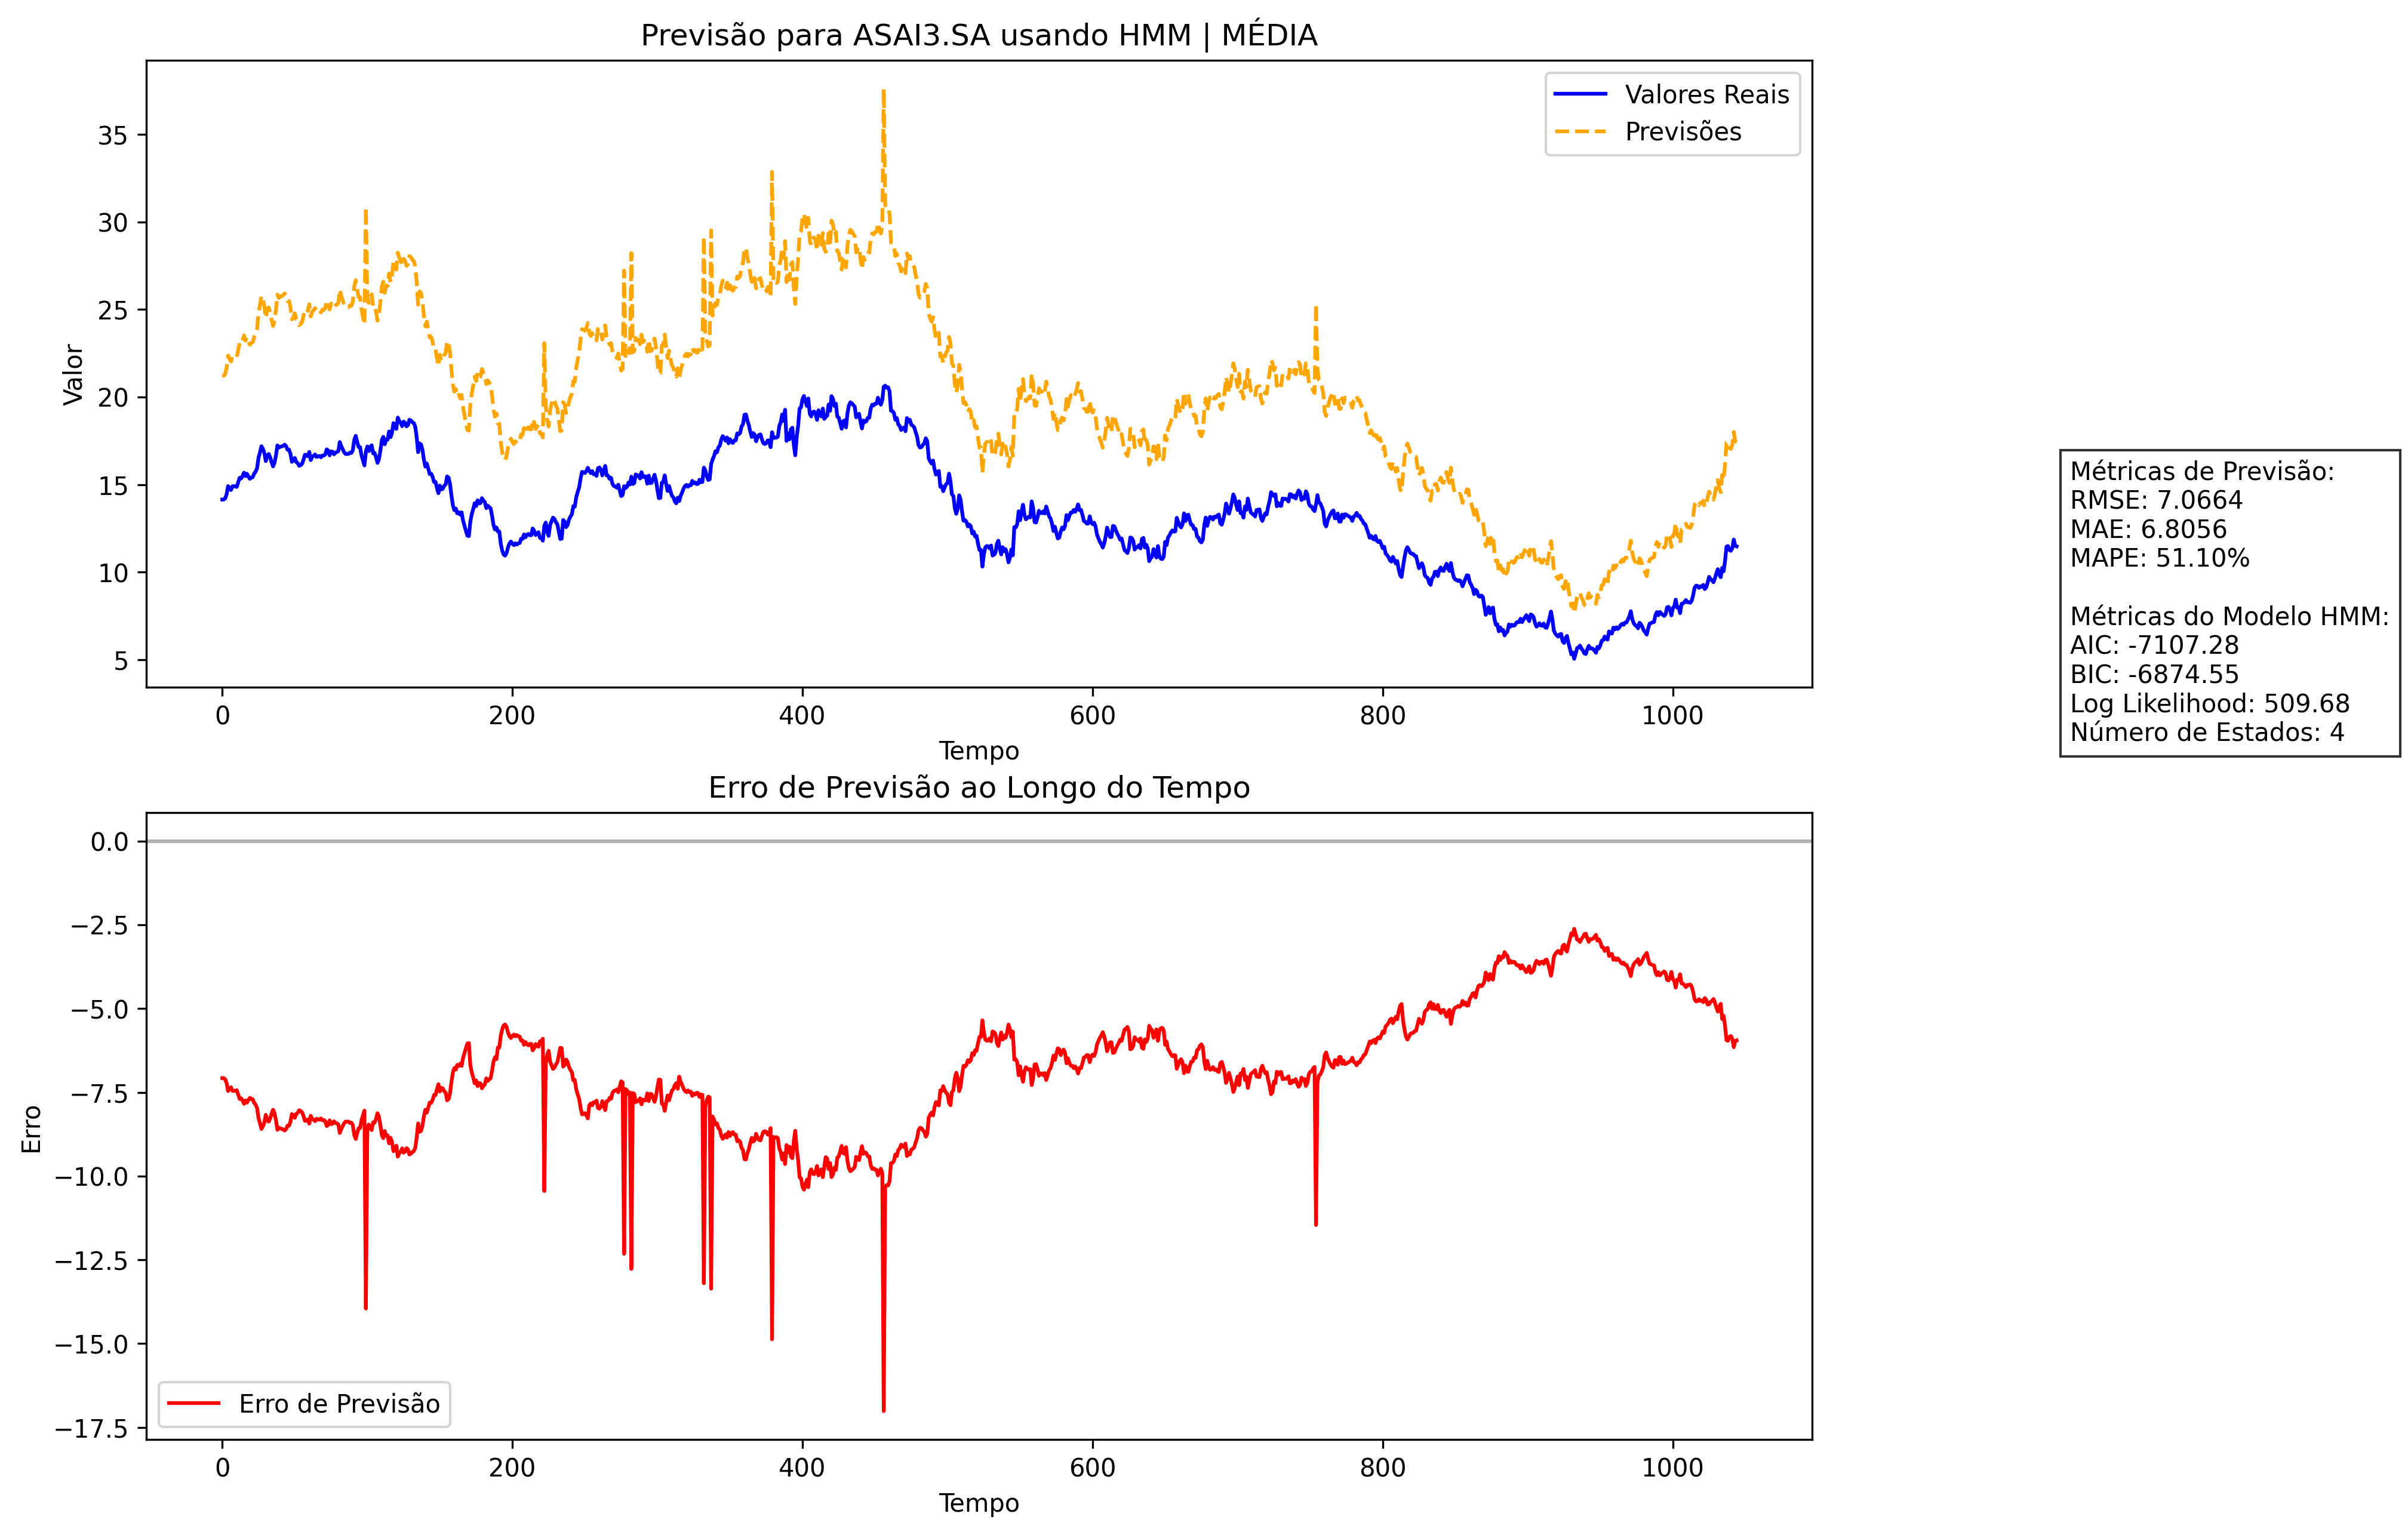 Previsão para ASAI3.SA usando HMM | MÉDIA
Valores Reais
Previsões
Valor
35
30
25
20
15
10
5
0
200
400
600
800
1000
Tempo
Métricas de Previsão:
RMSE: 7.0664
MAE: 6.8056
MAPE: 51.10%
Métricas do Modelo HMM:
AIC: -7107.28
BIC: -6874.55
Log Likelihood: 509.68
Número de Estados: 4
Erro de Previsão ao Longo do Tempo
Erro
0.0
−2.5
−5.0
−7.5
−10.0
−12.5
−15.0
−17.5
Erro de Previsão
0
200
400
600
800
1000
Tempo